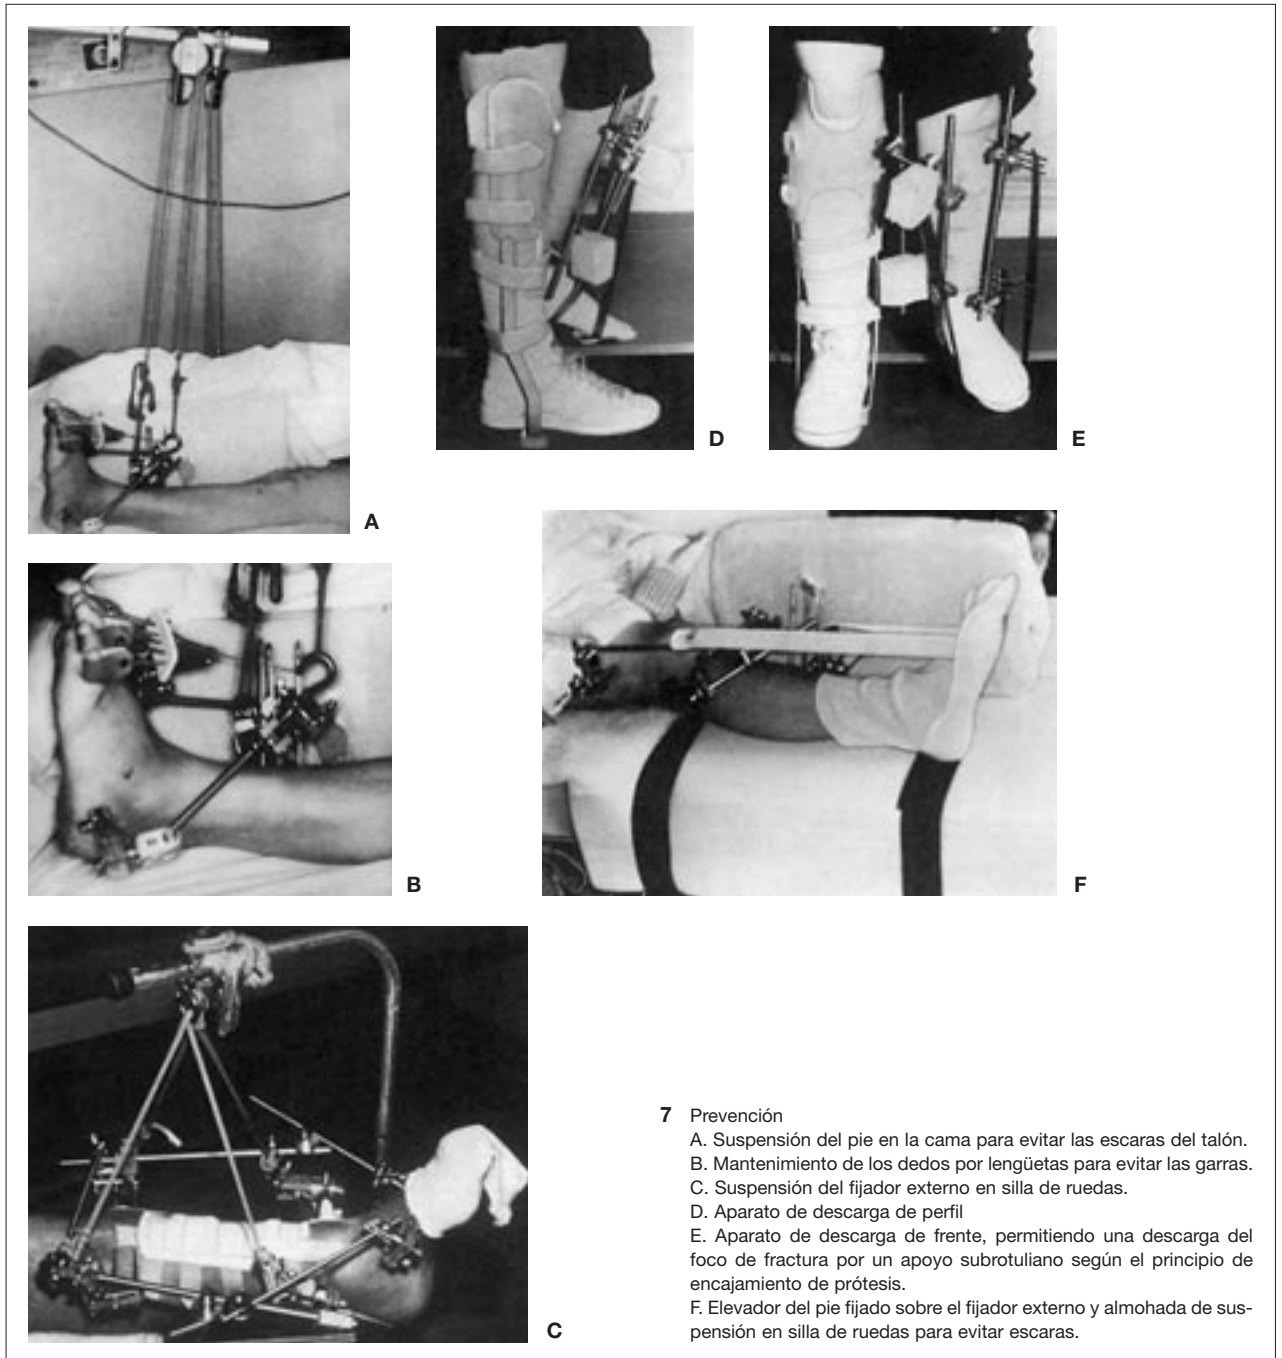 A
D
E
B
F
C
7 Prevención
A. Suspensión del pie en la cama para evitar las escaras del talón.
B. Mantenimiento de los dedos por lengüetas para evitar las garras.
C. Suspensión del fijador externo en silla de ruedas.
D. Aparato de descarga de perfil
E. Aparato de descarga de frente, permitiendo una descarga del
foco de fractura por un apoyo subrotuliano según el principio de
encajamiento de prótesis.
F. Elevador del pie fijado sobre el fijador externo y almohada de sus-
pensión en silla de ruedas para evitar escaras.